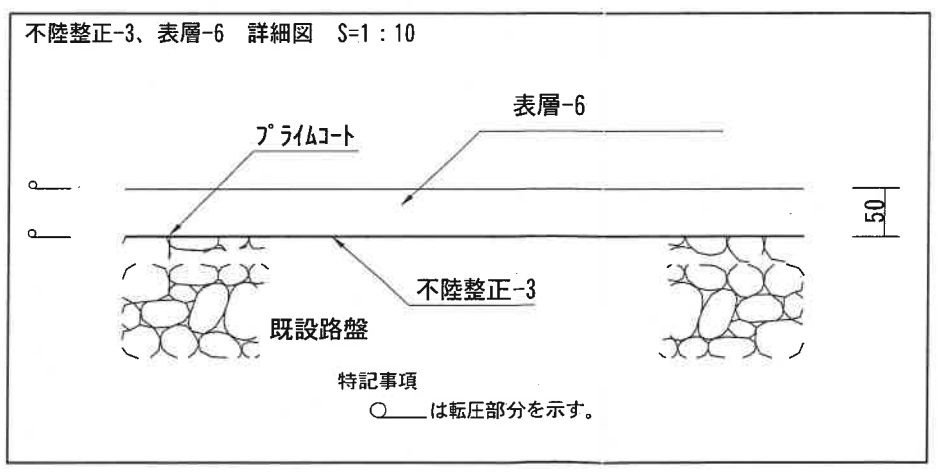 不陸整正-3、表層-6　詳細図　S=1：10
表層-6
ﾌﾟﾗｲﾑｺｰﾄ
50
不陸整正-3
既設路盤
特記事項
は転圧部分を示す。